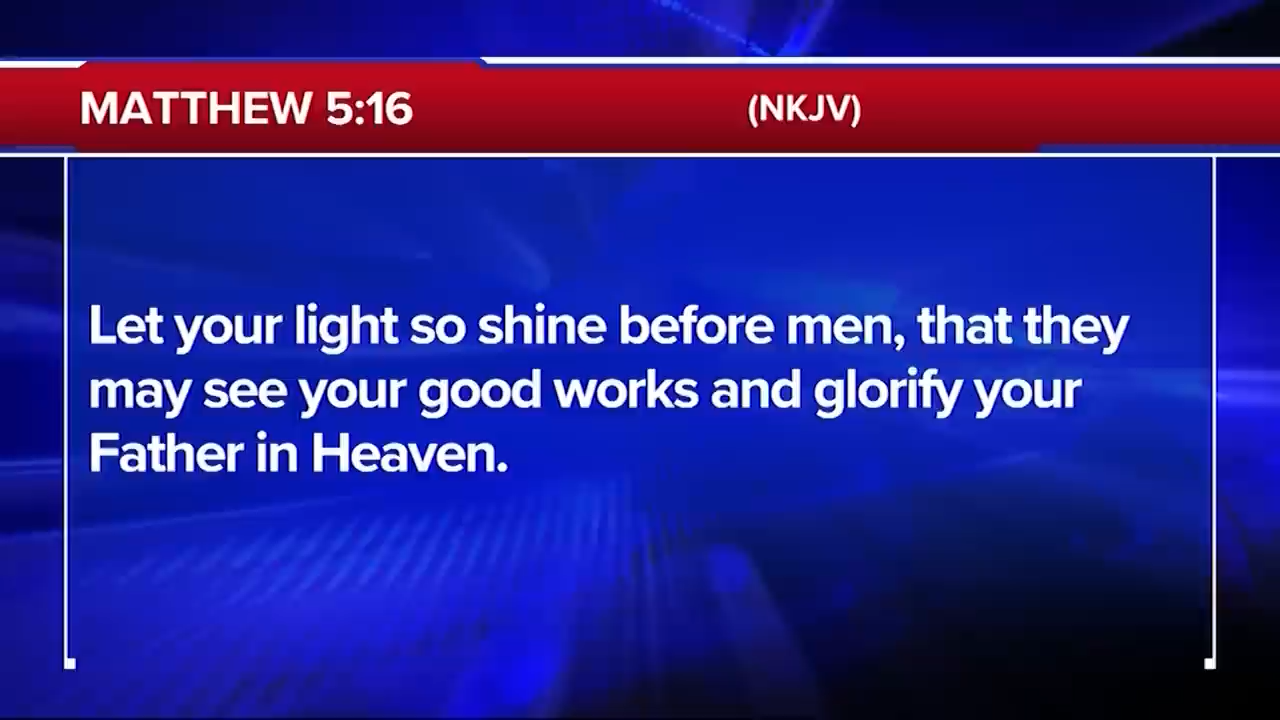 MATTHEW 5:16 (NKJV)
Let your light so shine before men, that they
may see your good works and glorify your
Father in Heaven.